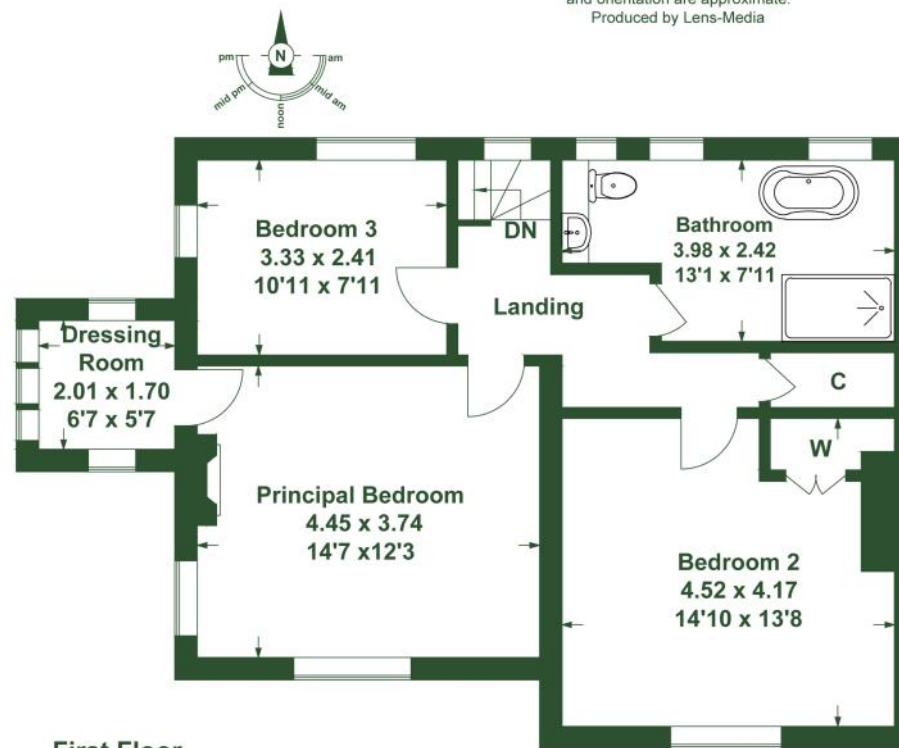 and orientation are approximate.
Produced by Lens-Media
N
pm
am
mid pm
mid am
noon
Bedroom 3
3.33 x 2.41
10'11 x 7'11
DN
Bathroom
3.98 x 2.42
13'1 x 7'11
Landing
Dressing
Room
2.01 x 1.70
6'7 x 5'7
C
W
Principal Bedroom
4.45 x 3.74
14'7 x12'3
Bedroom 2
4.52 x 4.17
14'10 x 13'8
First Floor